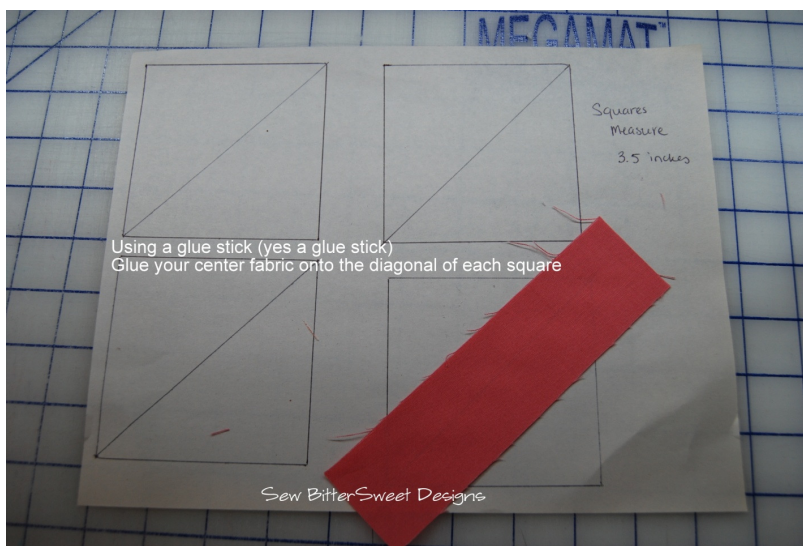 MEGAMAT™
Squares
Measure
3.5 inches
Using a glue stick (yes a glue stick)
Glue your center fabric onto the diagonal of each square
Sew BitterSweet Designs